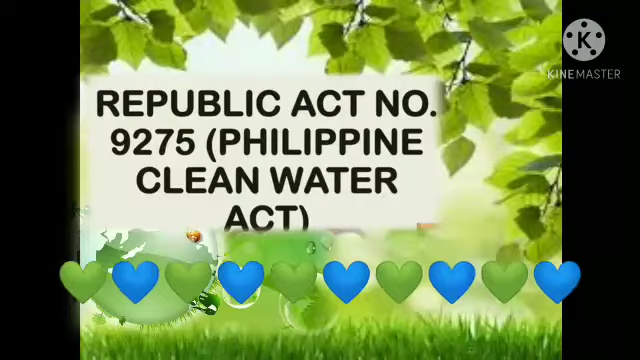 REPUBLIC ACT NO.
9275 (PHILIPPINE
CLEAN WATER
ACT)
K
KINEMASTER